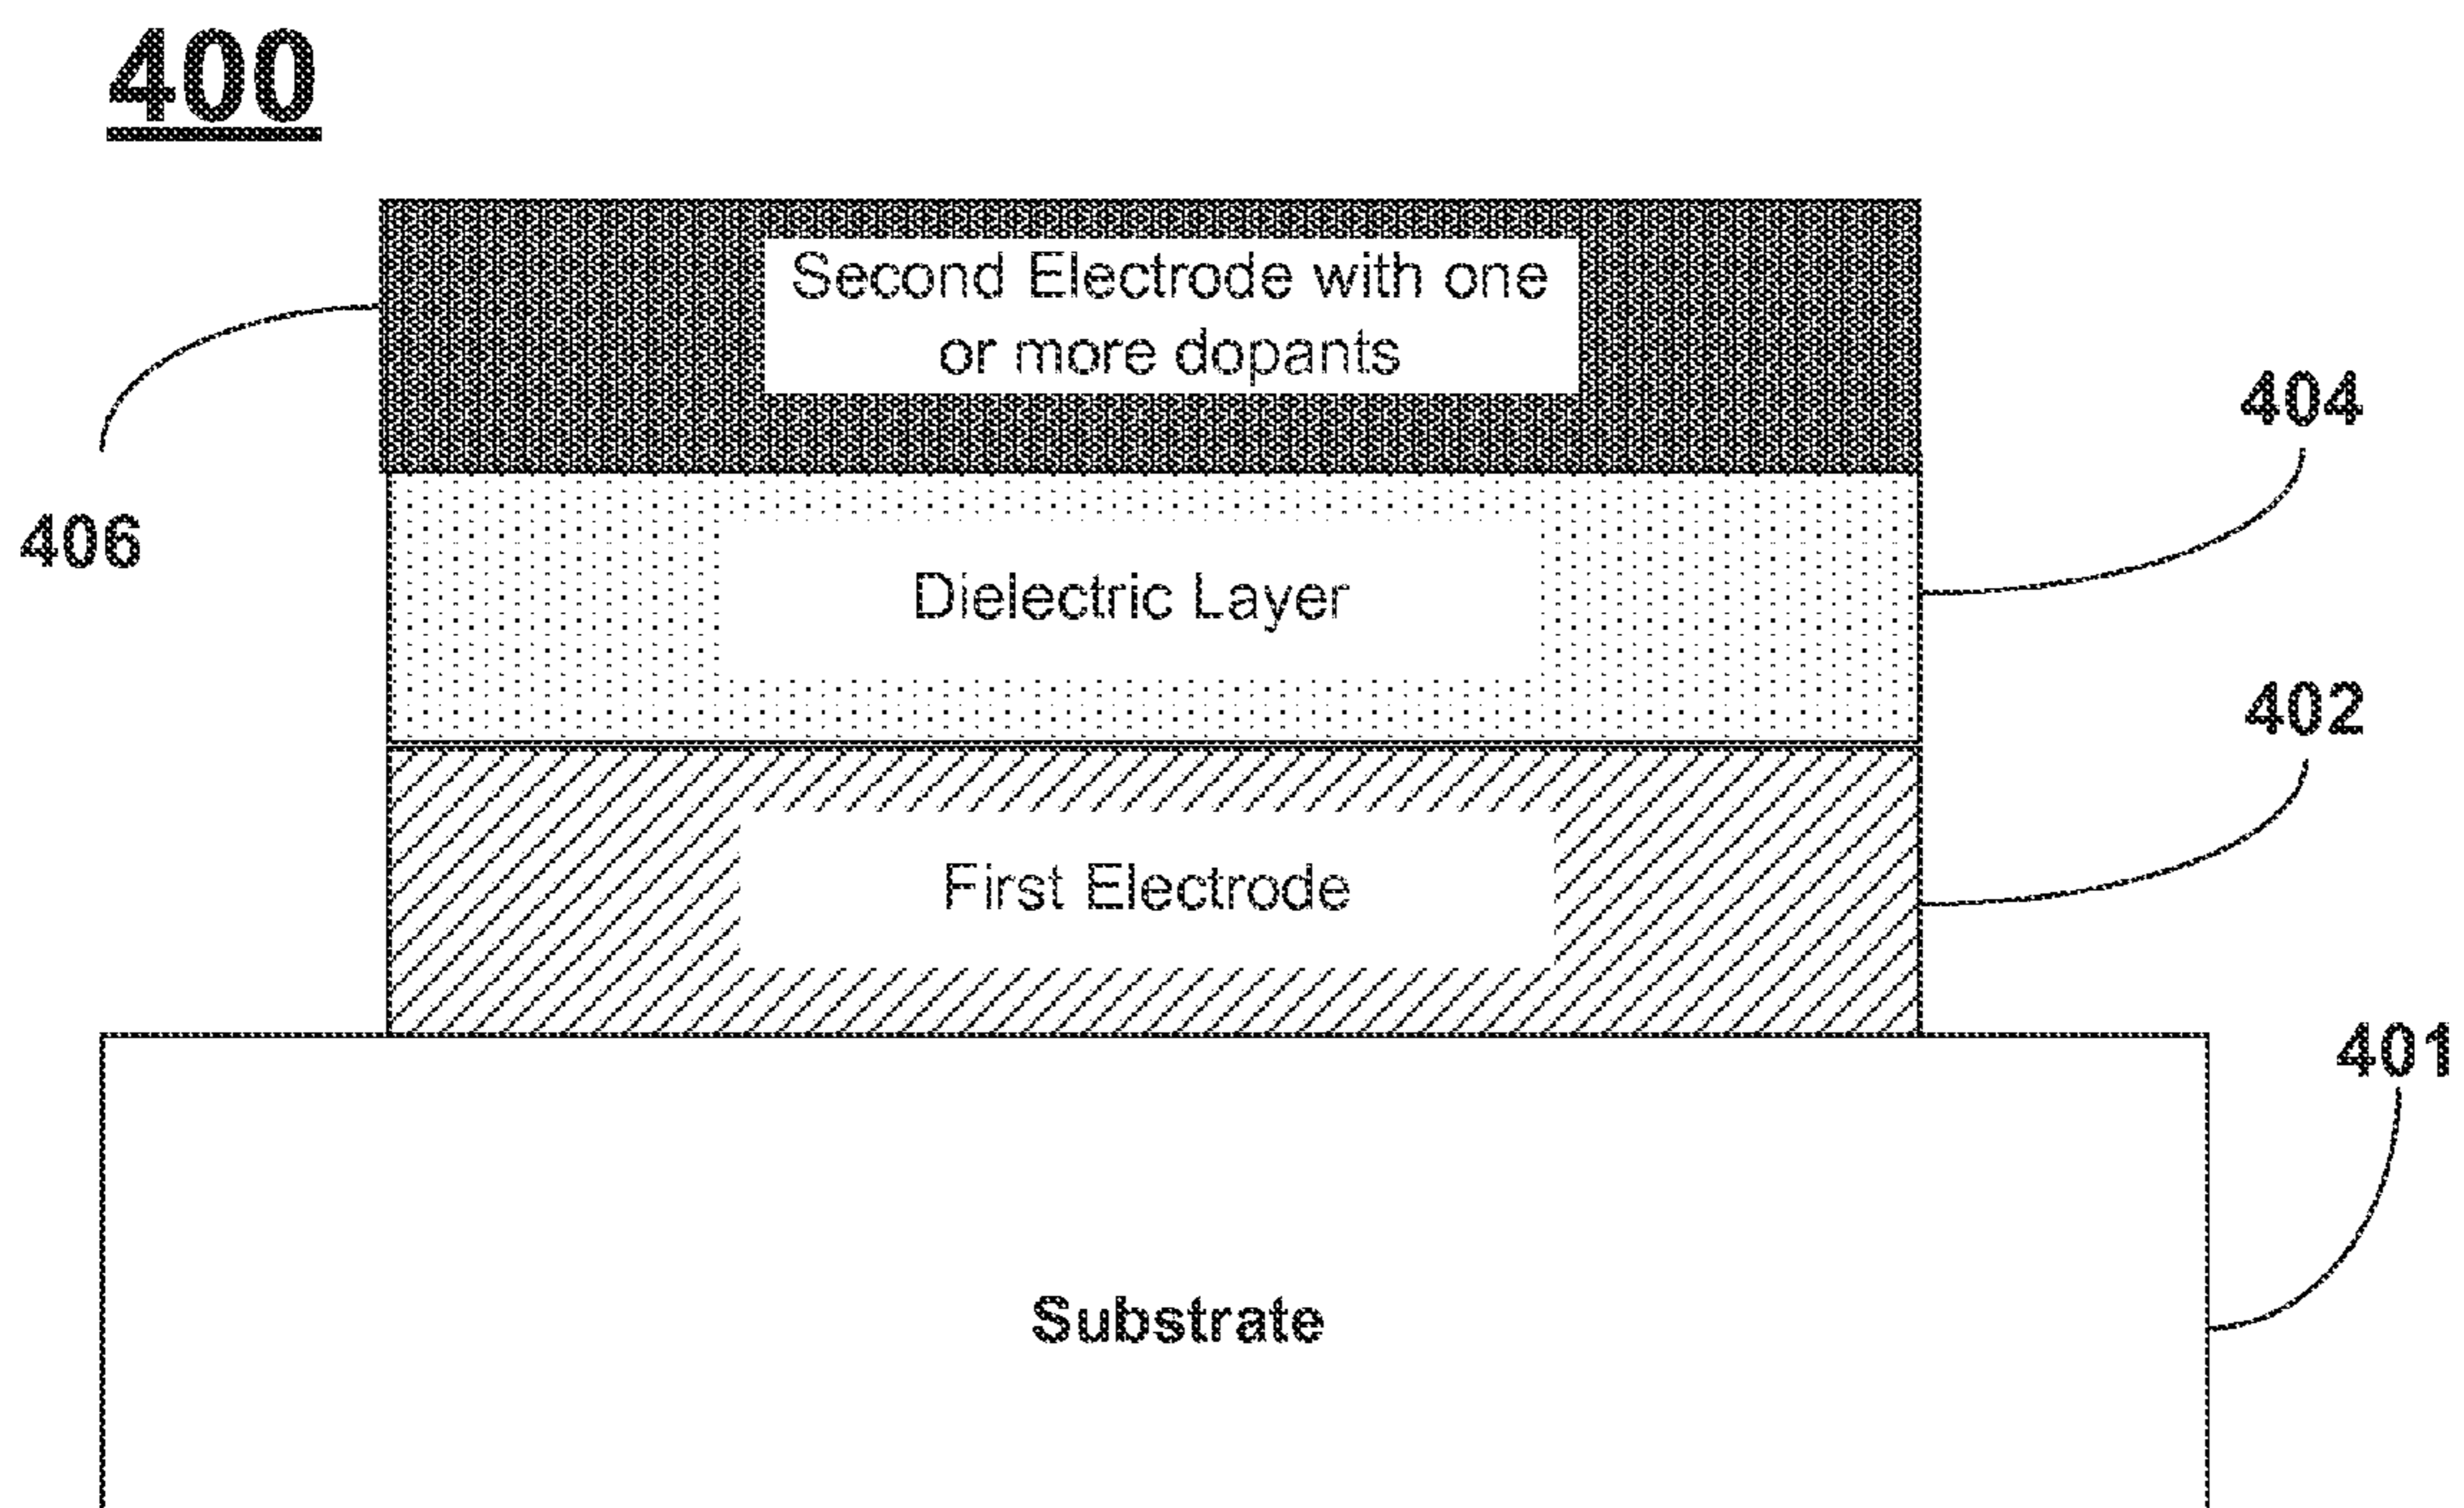 400
Second Electrode with one
or more dopants
404
406
Dielectric Layer
402
First Electrode
401
Substrate